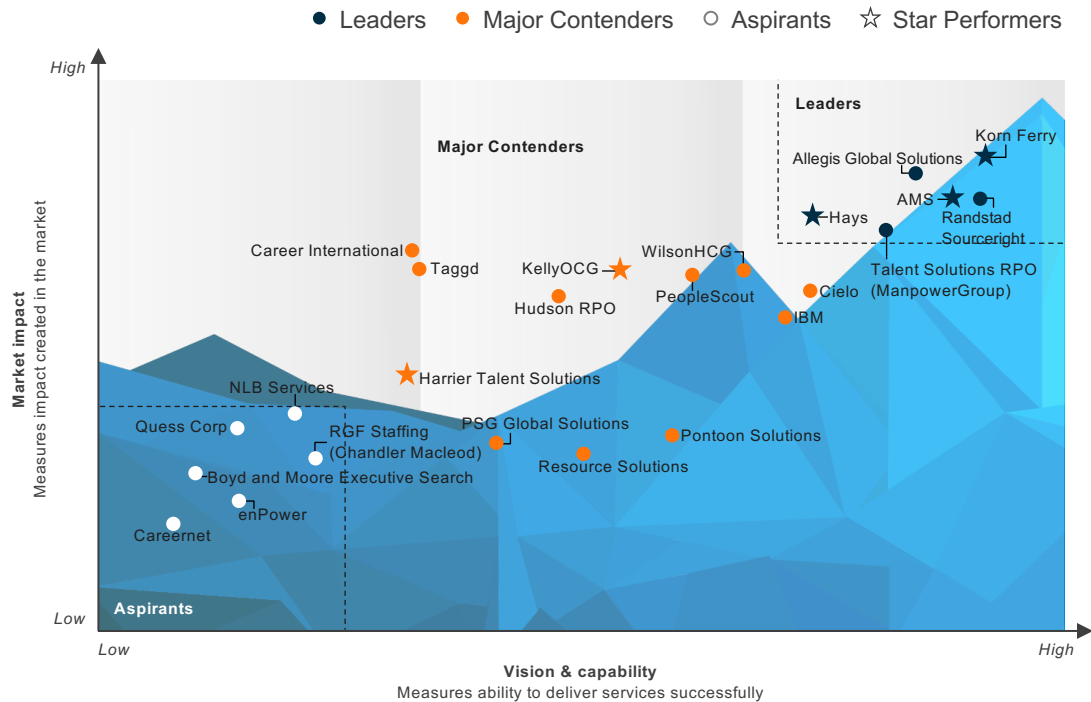 Leaders
Major Contenders
Aspirants
Star Performers
High
Leaders
Korn Ferry
Major Contenders
Allegis Global Solutions
AMS
Hays
Randstad
Sourceright
Career International
WilsonHCG
Taggd
KellyOCG
Talent Solutions RPO
(ManpowerGroup)
PeopleScout
Cielo
Hudson RPO
IBM
Harrier Talent Solutions
NLB Services
Quess Corp
RGF Staffing
(Chandler Macleod)
PSG Global Solutions
Pontoon Solutions
Resource Solutions
Boyd and Moore Executive Search
enPower
Careernet
Aspirants
Market impact
Measures impact created in the market
Low
Low
High
Vision & capability
Measures ability to deliver services successfully